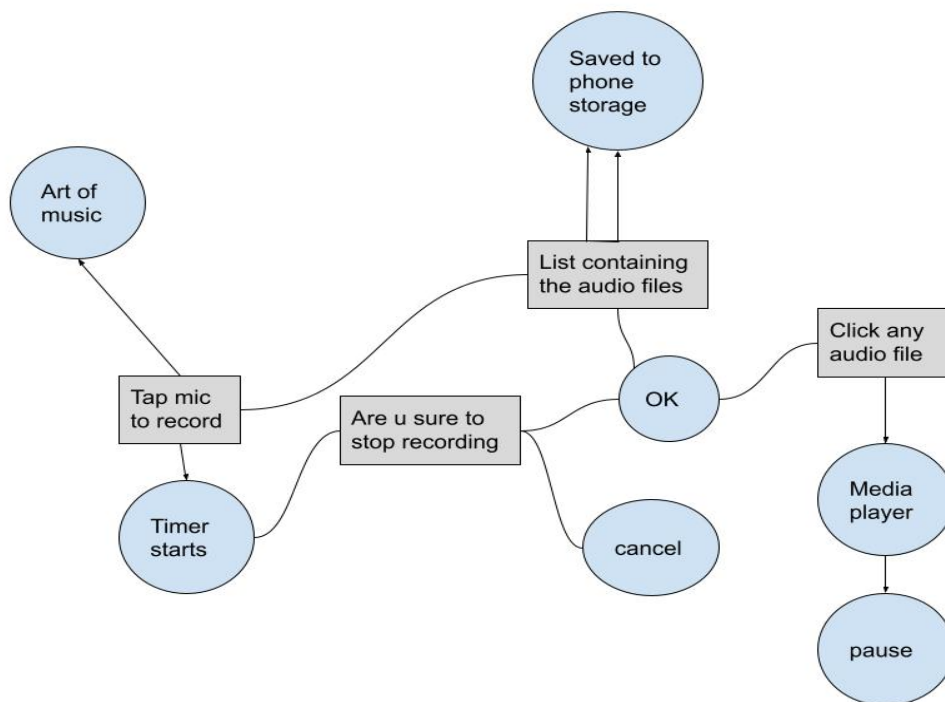 Saved to
phone
storage
Art of
music
List containing
the audio files
Click any
audio file
Tap mic
to record
Are u sure to
stop recording
OK
Timer
starts
cancel
Media
player
pause